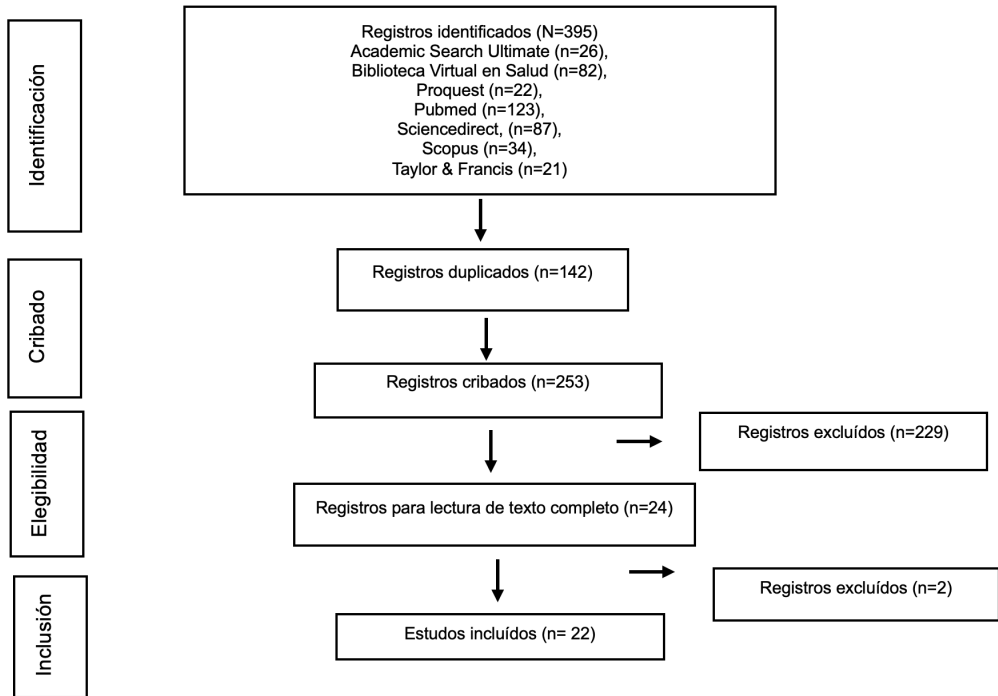 Identificación
Registros identificados (N=395)
Academic Search Ultimate (n=26),
Biblioteca Virtual en Salud (n=82),
Proquest (n=22),
Pubmed (n=123),
Sciencedirect, (n=87),
Scopus (n=34),
Taylor & Francis (n=21)
Cribado
Registros duplicados (n=142)
Registros cribados (n=253)
Elegibilidad
Registros excluídos (n=229)
Registros para lectura de texto completo (n=24)
Inclusión
Registros excluídos (n=2)
Estudos incluídos (n= 22)